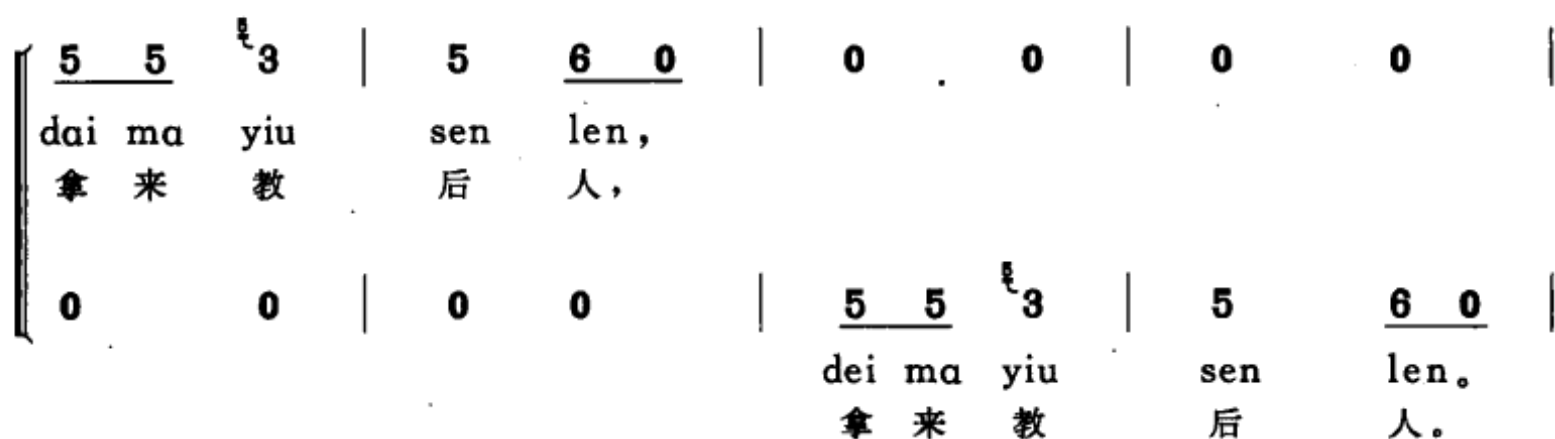 5 5 5 3 | 5 6 0 | 0 0 | 0 0 |
dai ma yiu sen len,
拿 来 教 后 人，
0 0 | 0 0 | 5 5 5 3 | 5 6 0 |
dei ma yiu sen len。
拿 来 教 后 人。